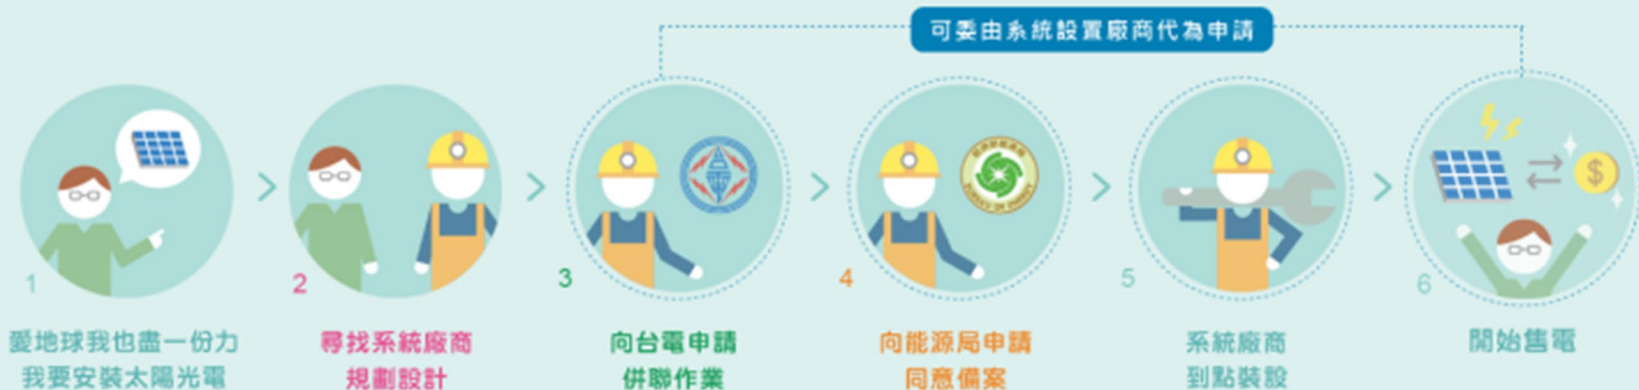 可委由系統設置廠商代為申請
1
愛地球我也盡一份力
我要安裝太陽光電
2
尋找系統廠商
規劃設計
3
向台電申請
併聯作業
4
向能源局申請
同意備案
5
系統廠商
到點裝設
$
6
開始售電